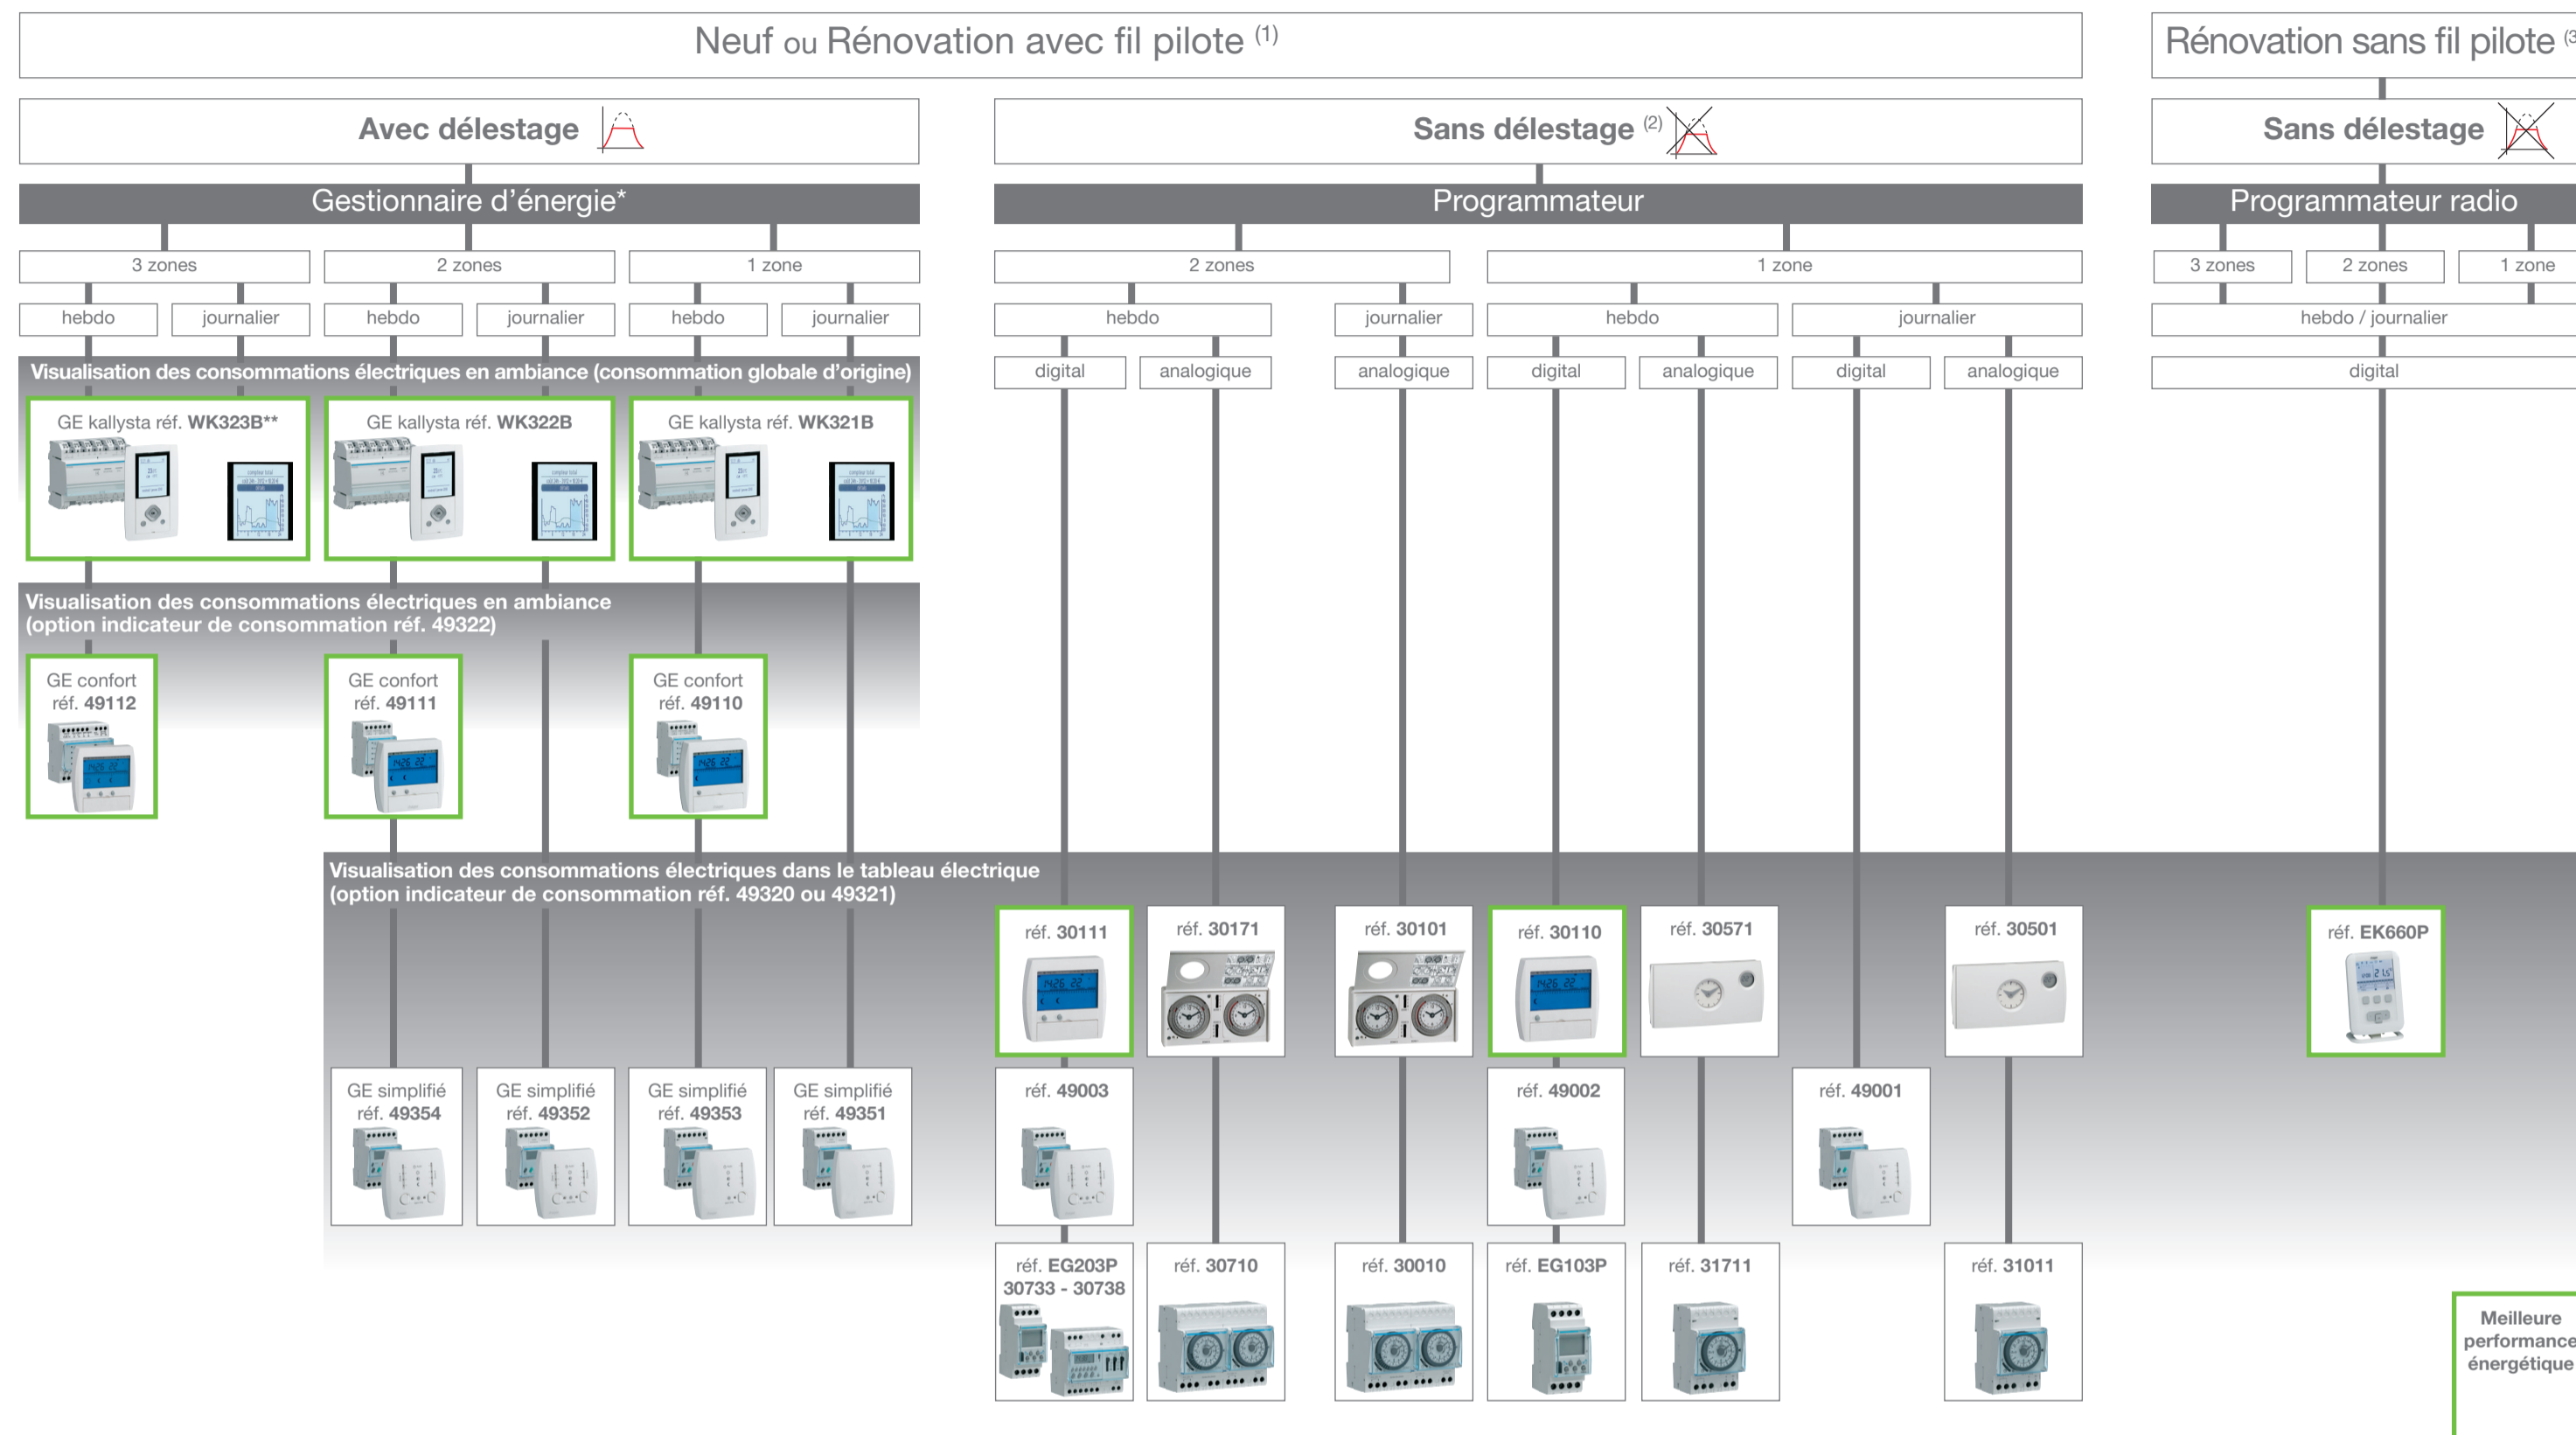 Neuf ou Rénovation avec fil pilote (1)
Rénovation sans fil pilote (3
Avec délestage
Sans délestage (2)
Sans délestage
Gestionnaire d'énergie*
Programmateur
Programmateur radio
3 zones
2 zones
1 zone
2 zones
1 zone
3 zones
2 zones
1 zone
hebdo
journalier
hebdo
journalier
hebdo
journalier
hebdo
journalier
hebdo
journalier
hebdo / journalier
digital
analogique
analogique
digital
analogique
digital
analogique
digital
Visualisation des consommations électriques en ambiance (consommation globale d'origine)
GE kallysta réf. WK323B**
GE kallysta réf. WK322B
GE kallysta réf. WK321B
Visualisation des consommations électriques en ambiance
(option indicateur de consommation réf. 49322)
GE confort
réf. 49112
GE confort
réf. 49111
GE confort
réf. 49110
Visualisation des consommations électriques dans le tableau électrique
(option indicateur de consommation réf. 49320 ou 49321)
réf. 30111
réf. 30171
réf. 30101
réf. 30110
réf. 30571
réf. 30501
réf. EK660P
GE simplifié
réf. 49354
GE simplifié
réf. 49352
GE simplifié
réf. 49353
GE simplifié
réf. 49351
réf. 49003
réf. 49002
réf. 49001
réf. EG203P
30733 - 30738
réf. 30710
réf. 30010
réf. EG103P
réf. 31711
réf. 31011
Meilleure
performance
énergétique